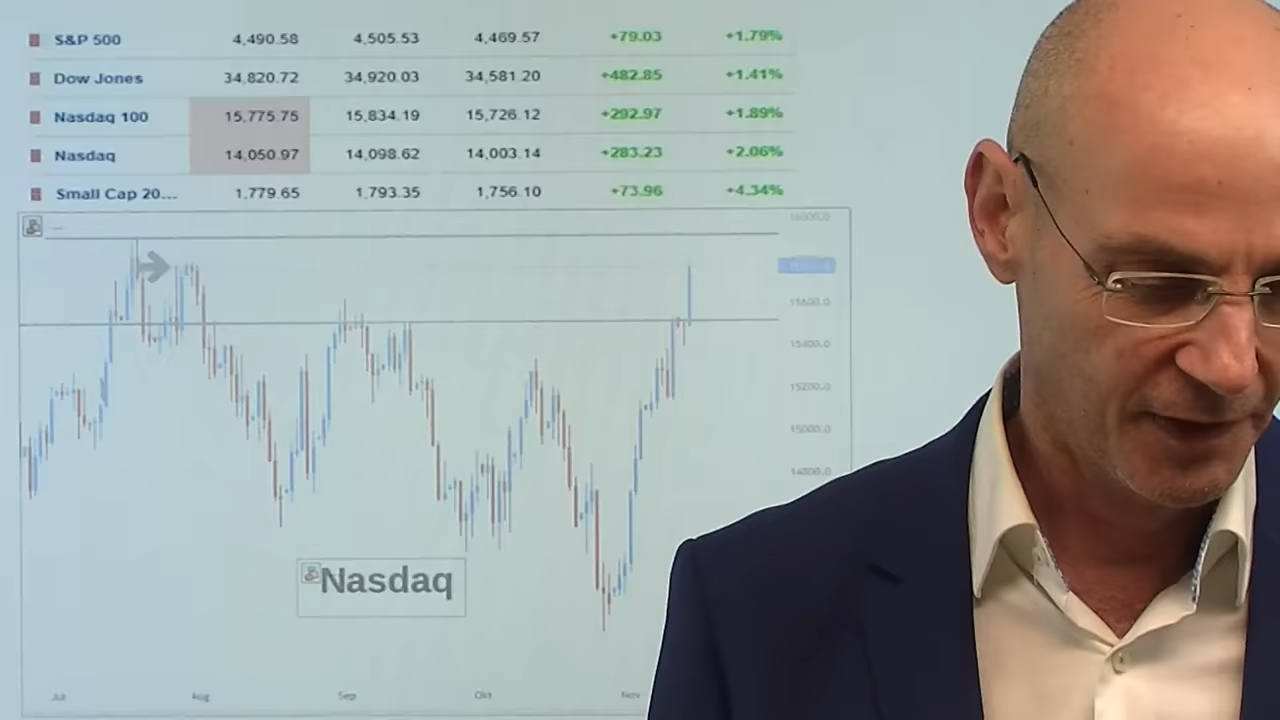 S&P 500 4,490.58 4,505.53 4,469.57 +79.03 +1.79%
Dow Jones 34,820.72 34,920.03 34,581.20 +482.85 +1.41%
Nasdaq 100 15,775.75 15,834.19 15,726.12 +292.97 +1.89%
Nasdaq 14,050.97 14,098.62 14,003.14 +283.23 +2.06%
Small Cap 20... 1,779.65 1,793.35 1,756.10 +73.96 +4.34%
16000.0
15600.0
15400.0
15200.0
15000.0
14800.0
Nasdaq
Jul Aug Sep Okt Nov